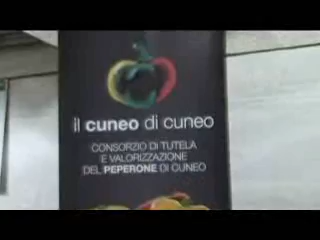 il cuneo di cuneo
CONSORZIO DI TUTELA
E VALORIZZAZIONE
DEL PEPERONE DI CUNEO